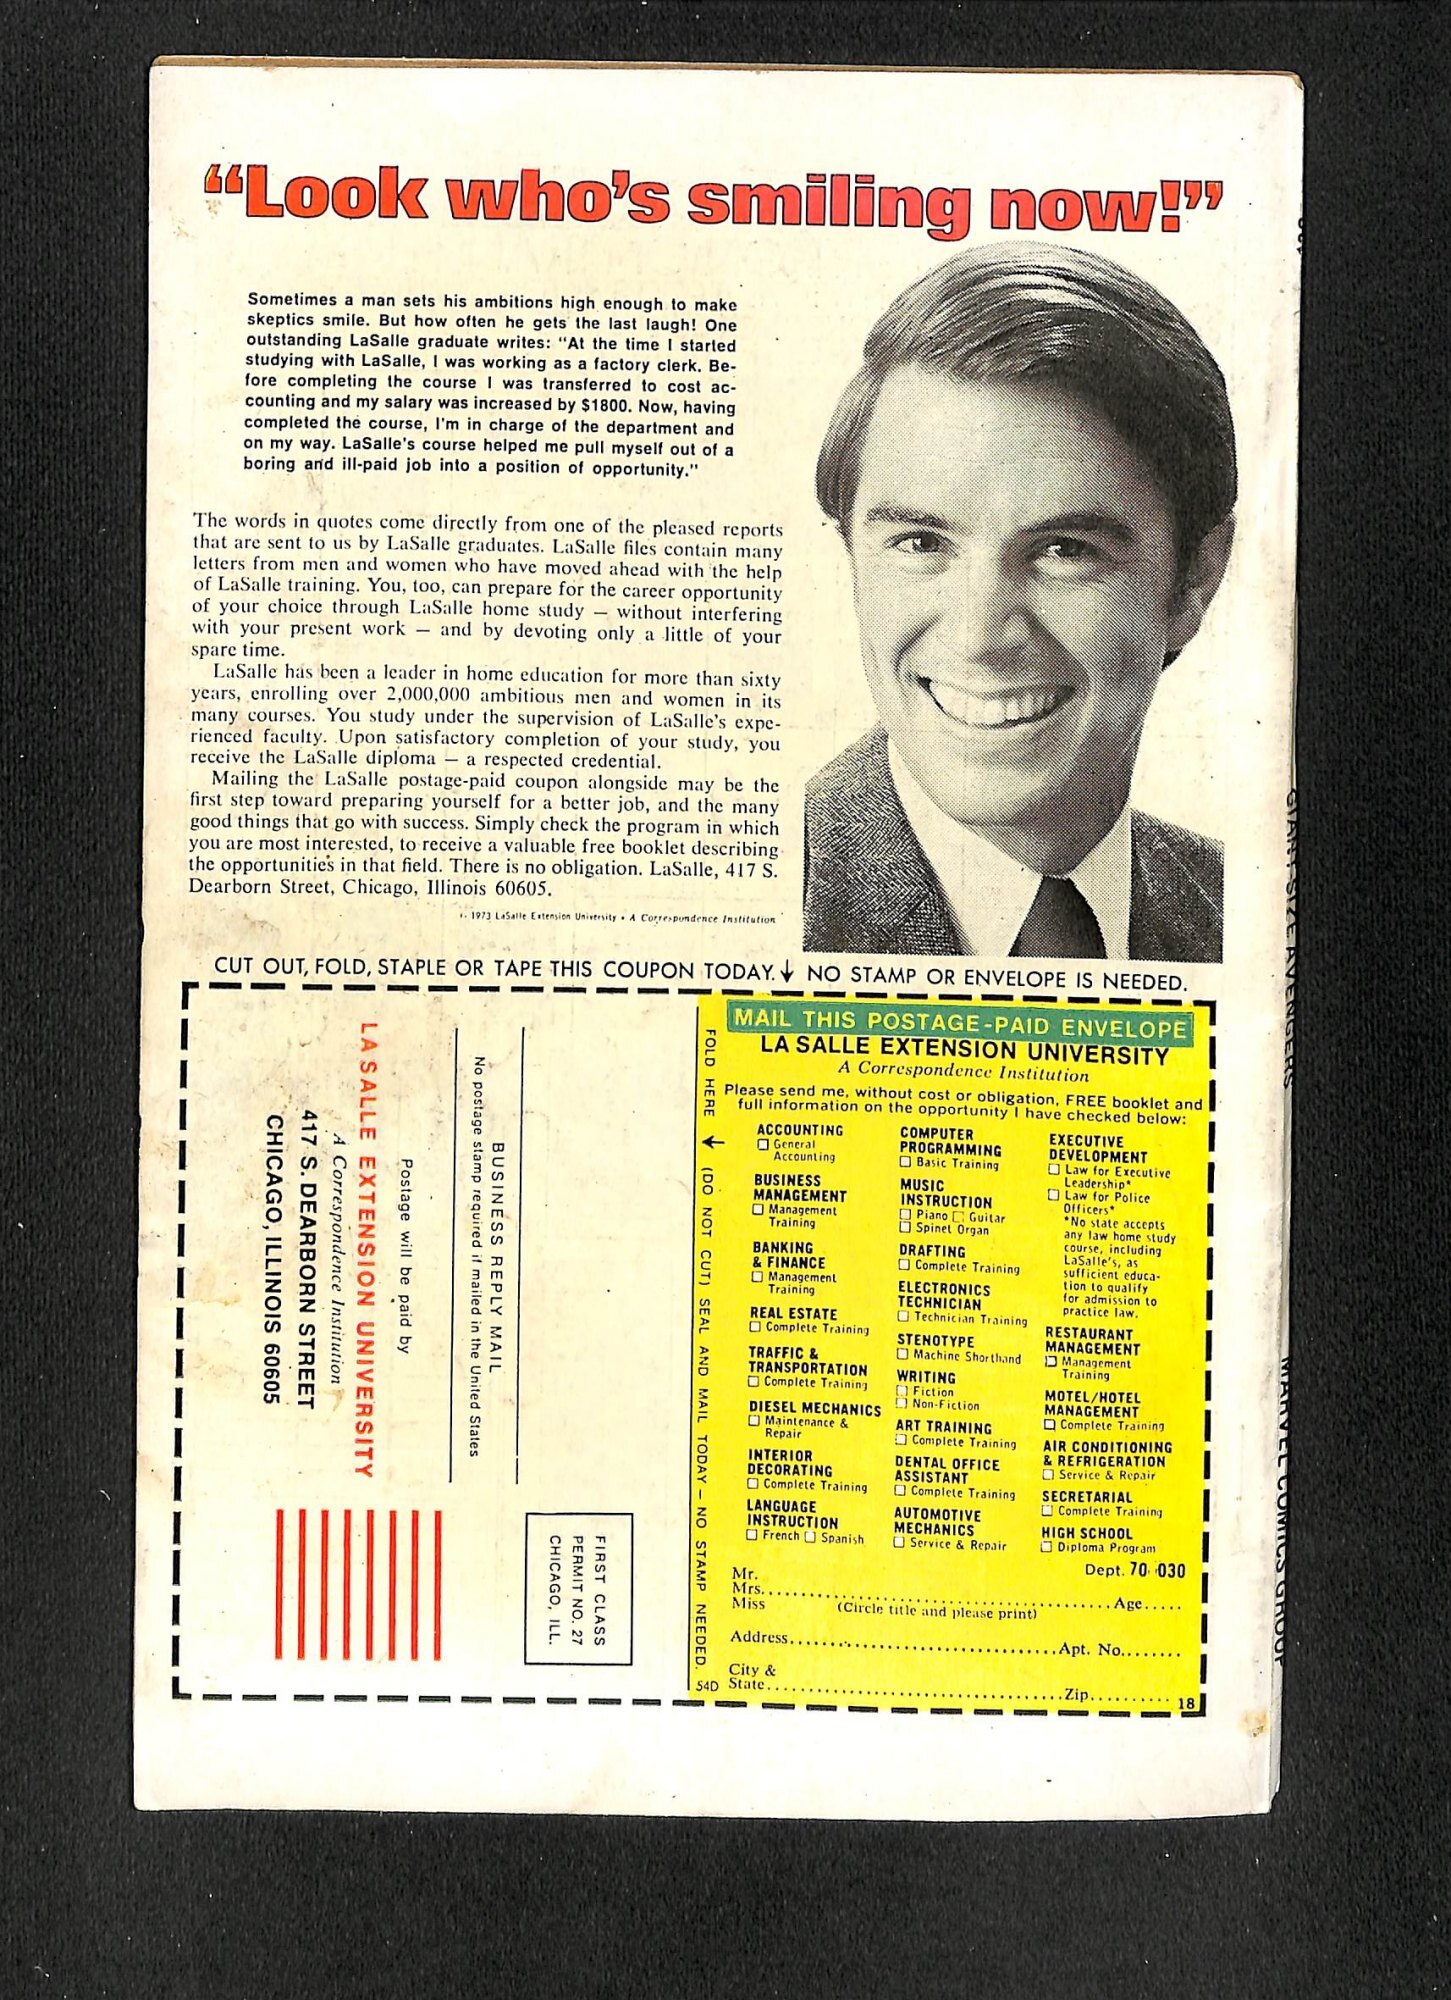 “Look who's smiling now!”
Sometimes a man sets his ambitions high enough to make
skeptics smile. But how often he gets the last laugh! One
outstanding LaSalle graduate writes: "At the time I started
studying with LaSalle, I was working as a factory clerk. Be-
fore completing the course I was transferred to cost ac-
counting and my salary was increased by $1800. Now, having
completed the course, I'm in charge of the department and
on my way. LaSalle's course helped me pull myself out of a
boring and ill-paid job into a position of opportunity."
The words in quotes come directly from one of the pleased reports
that are sent to us by LaSalle graduates. LaSalle files contain many
letters from men and women who have moved ahead with the help
of LaSalle training. You, too, can prepare for the career opportunity
of your choice through LaSalle home study — without interfering
with your present work — and by devoting only a little of your
spare time.
LaSalle has been a leader in home education for more than sixty
years, enrolling over 2,000,000 ambitious men and women in its
many courses. You study under the supervision of LaSalle's expe-
rienced faculty. Upon satisfactory completion of your study, you
receive the LaSalle diploma — a respected credential.
Mailing the LaSalle postage-paid coupon alongside may be the
first step toward preparing yourself for a better job, and the many
good things that go with success. Simply check the program in which
you are most interested, to receive a valuable free booklet describing
the opportunities in that field. There is no obligation. LaSalle, 417 S.
Dearborn Street, Chicago, Illinois 60605.
1973 LaSalle Extension University • A Correspondence Institution
CUT OUT, FOLD, STAPLE OR TAPE THIS COUPON TODAY. ↓ NO STAMP OR ENVELOPE IS NEEDED.
FIRST CLASS
PERMIT NO. 27
CHICAGO, ILL.
BUSINESS REPLY MAIL
No postage stamp required if mailed in the United States
Postage will be paid by
LA SALLE EXTENSION UNIVERSITY
A Correspondence Institution
417 S. DEARBORN STREET
CHICAGO, ILLINOIS 60605
FOLD HERE ← (DO NOT CUT) SEAL AND MAIL TODAY — NO STAMP NEEDED.
54D
MAIL THIS POSTAGE-PAID ENVELOPE
LA SALLE EXTENSION UNIVERSITY
A Correspondence Institution
Please send me, without cost or obligation, FREE booklet and
full information on the opportunity I have checked below:
ACCOUNTING
☐ General
Accounting
BUSINESS
MANAGEMENT
☐ Management
Training
BANKING
& FINANCE
☐ Management
Training
REAL ESTATE
☐ Complete Training
TRAFFIC &
TRANSPORTATION
☐ Complete Training
DIESEL MECHANICS
☐ Maintenance &
Repair
INTERIOR
DECORATING
☐ Complete Training
LANGUAGE
INSTRUCTION
☐ French ☐ Spanish
COMPUTER
PROGRAMMING
☐ Basic Training
MUSIC
INSTRUCTION
☐ Piano ☐ Guitar
☐ Spinet Organ
DRAFTING
☐ Complete Training
ELECTRONICS
TECHNICIAN
☐ Technician Training
STENOTYPE
☐ Machine Shorthand
WRITING
☐ Fiction
☐ Non-Fiction
ART TRAINING
☐ Complete Training
DENTAL OFFICE
ASSISTANT
☐ Complete Training
AUTOMOTIVE
MECHANICS
☐ Service & Repair
EXECUTIVE
DEVELOPMENT
☐ Law for Executive
Leadership*
☐ Law for Police
Officers*
*No state accepts
any law home study
course, including
LaSalle's, as
sufficient educa-
tion to qualify
for admission to
practice law.
RESTAURANT
MANAGEMENT
☐ Management
Training
MOTEL/HOTEL
MANAGEMENT
☐ Complete Training
AIR CONDITIONING
& REFRIGERATION
☐ Service & Repair
SECRETARIAL
☐ Complete Training
HIGH SCHOOL
☐ Diploma Program
Dept. 70-030
Mr.
Mrs.................................................Age.....
Miss (Circle title and please print)
Address........................................Apt. No........
City &
State............................................Zip..........
18
GIANT-SIZE AVENGERS
MARVEL COMICS GROUP